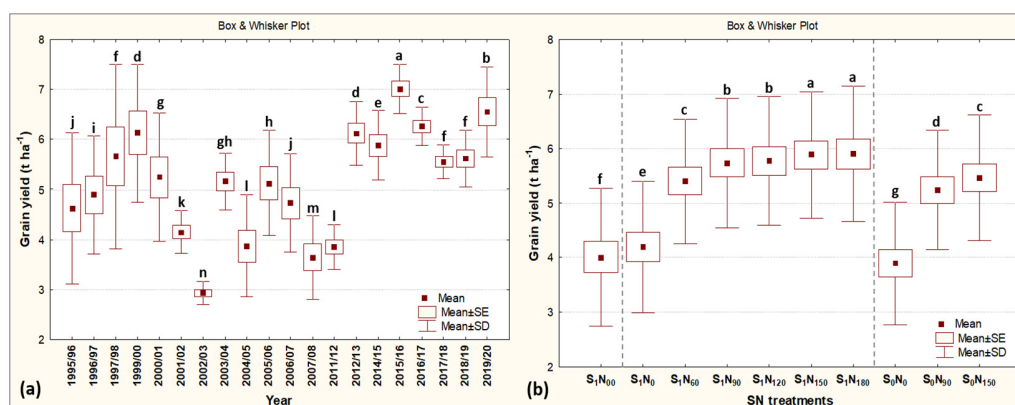 Box & Whisker Plot
Grain yield (t ha⁻¹)
8
7
6
5
4
3
2
j
i
f
d
g
k
n
gh
l
h
j
m
l
d
e
a
c
f
f
b
Mean
Mean±SE
Mean±SD
1995/96
1996/97
1997/98
1999/00
2000/01
2001/02
2002/03
2003/04
2004/05
2005/06
2006/07
2007/08
2011/12
2012/13
2014/15
2015/16
2016/17
2017/18
2018/19
2019/20
(a)
Year
Box & Whisker Plot
Grain yield (t ha⁻¹)
8
7
6
5
4
3
2
f
e
c
b
b
a
a
g
d
c
Mean
Mean±SE
Mean±SD
S₁N₀₀
S₁N₀
S₁N₆₀
S₁N₉₀
S₁N₁₂₀
S₁N₁₅₀
S₁N₁₈₀
S₀N₀
S₀N₉₀
S₀N₁₅₀
(b)
SN treatments